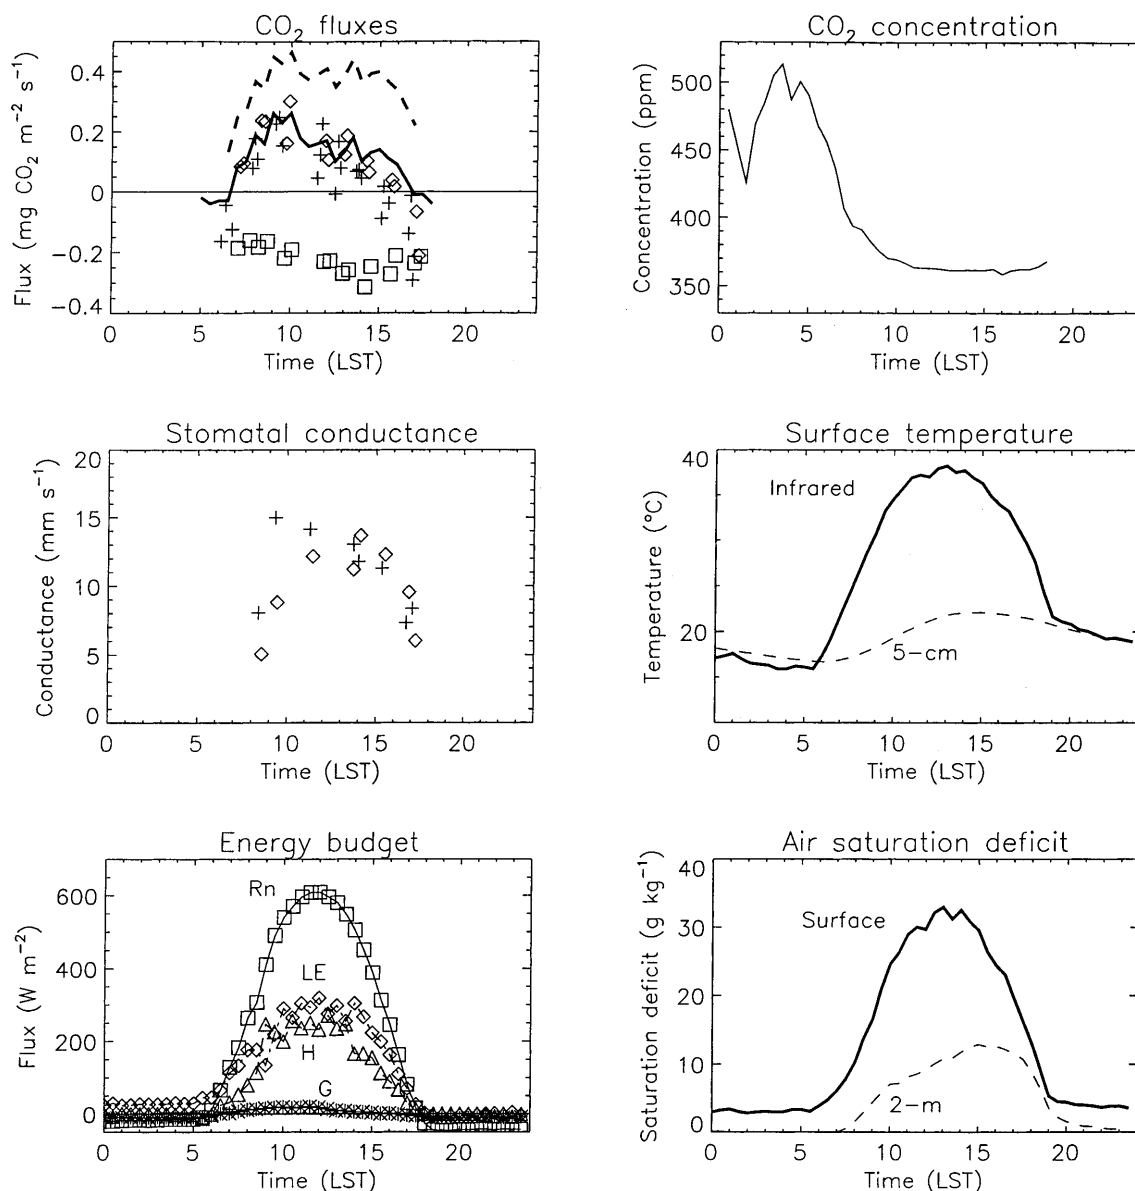 CO2 fluxes
Flux (mg CO2 m−2 s−1)
0.4
0.2
0
−0.2
−0.4
0 5 10 15 20
Time (LST)
CO2 concentration
Concentration (ppm)
500
450
400
350
0 5 10 15 20
Time (LST)
Stomatal conductance
Conductance (mm s−1)
20
15
10
5
0
0 5 10 15 20
Time (LST)
Surface temperature
Temperature (°C)
40
20
Infrared
5−cm
0 5 10 15 20
Time (LST)
Energy budget
Flux (W m−2)
600
400
200
0
Rn
LE
H
G
0 5 10 15 20
Time (LST)
Air saturation deficit
Saturation deficit (g kg−1)
40
30
20
10
0
Surface
2−m
0 5 10 15 20
Time (LST)